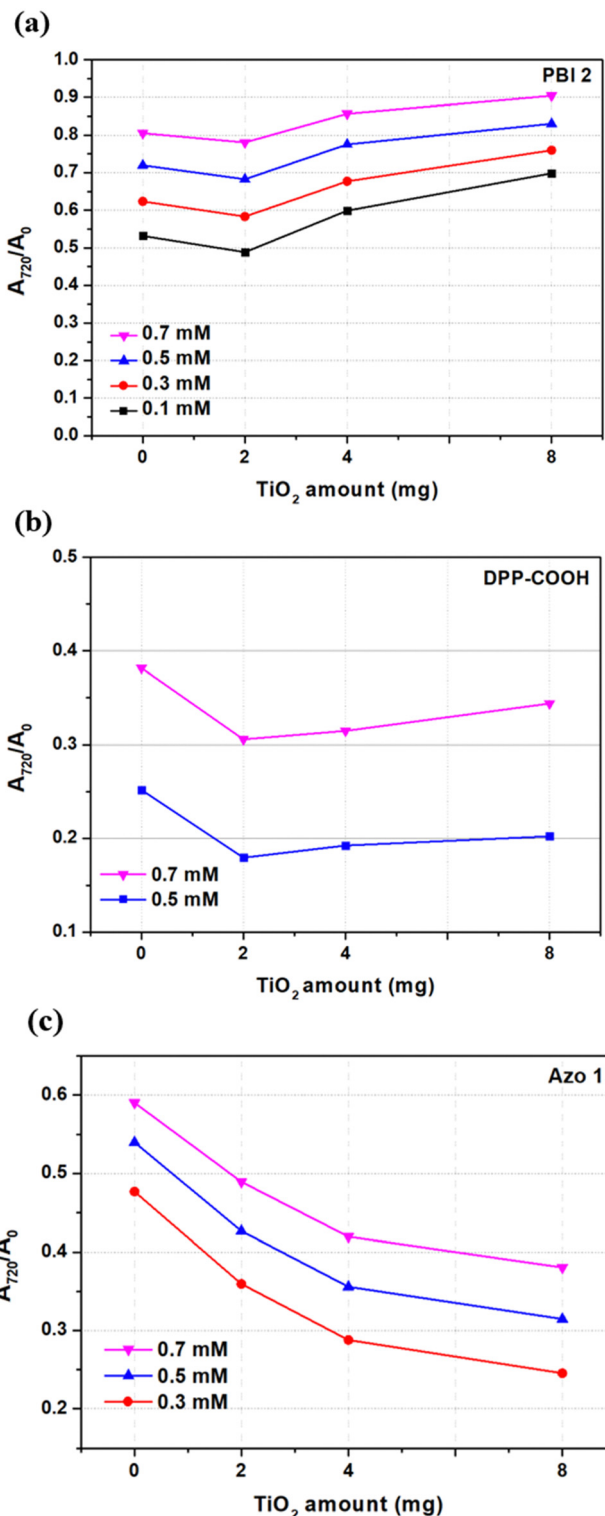 (a)
PBI 2
1.0
0.9
0.8
0.7
0.6
0.5
0.4
0.3
0.2
0.1
0.0
A₇₂₀/A₀
0.7 mM
0.5 mM
0.3 mM
0.1 mM
0 2 4 8
TiO₂ amount (mg)
(b)
DPP-COOH
0.5
0.4
0.3
0.2
0.1
A₇₂₀/A₀
0.7 mM
0.5 mM
0 2 4 8
TiO₂ amount (mg)
(c)
Azo 1
0.6
0.5
0.4
0.3
0.2
A₇₂₀/A₀
0.7 mM
0.5 mM
0.3 mM
0 2 4 8
TiO₂ amount (mg)